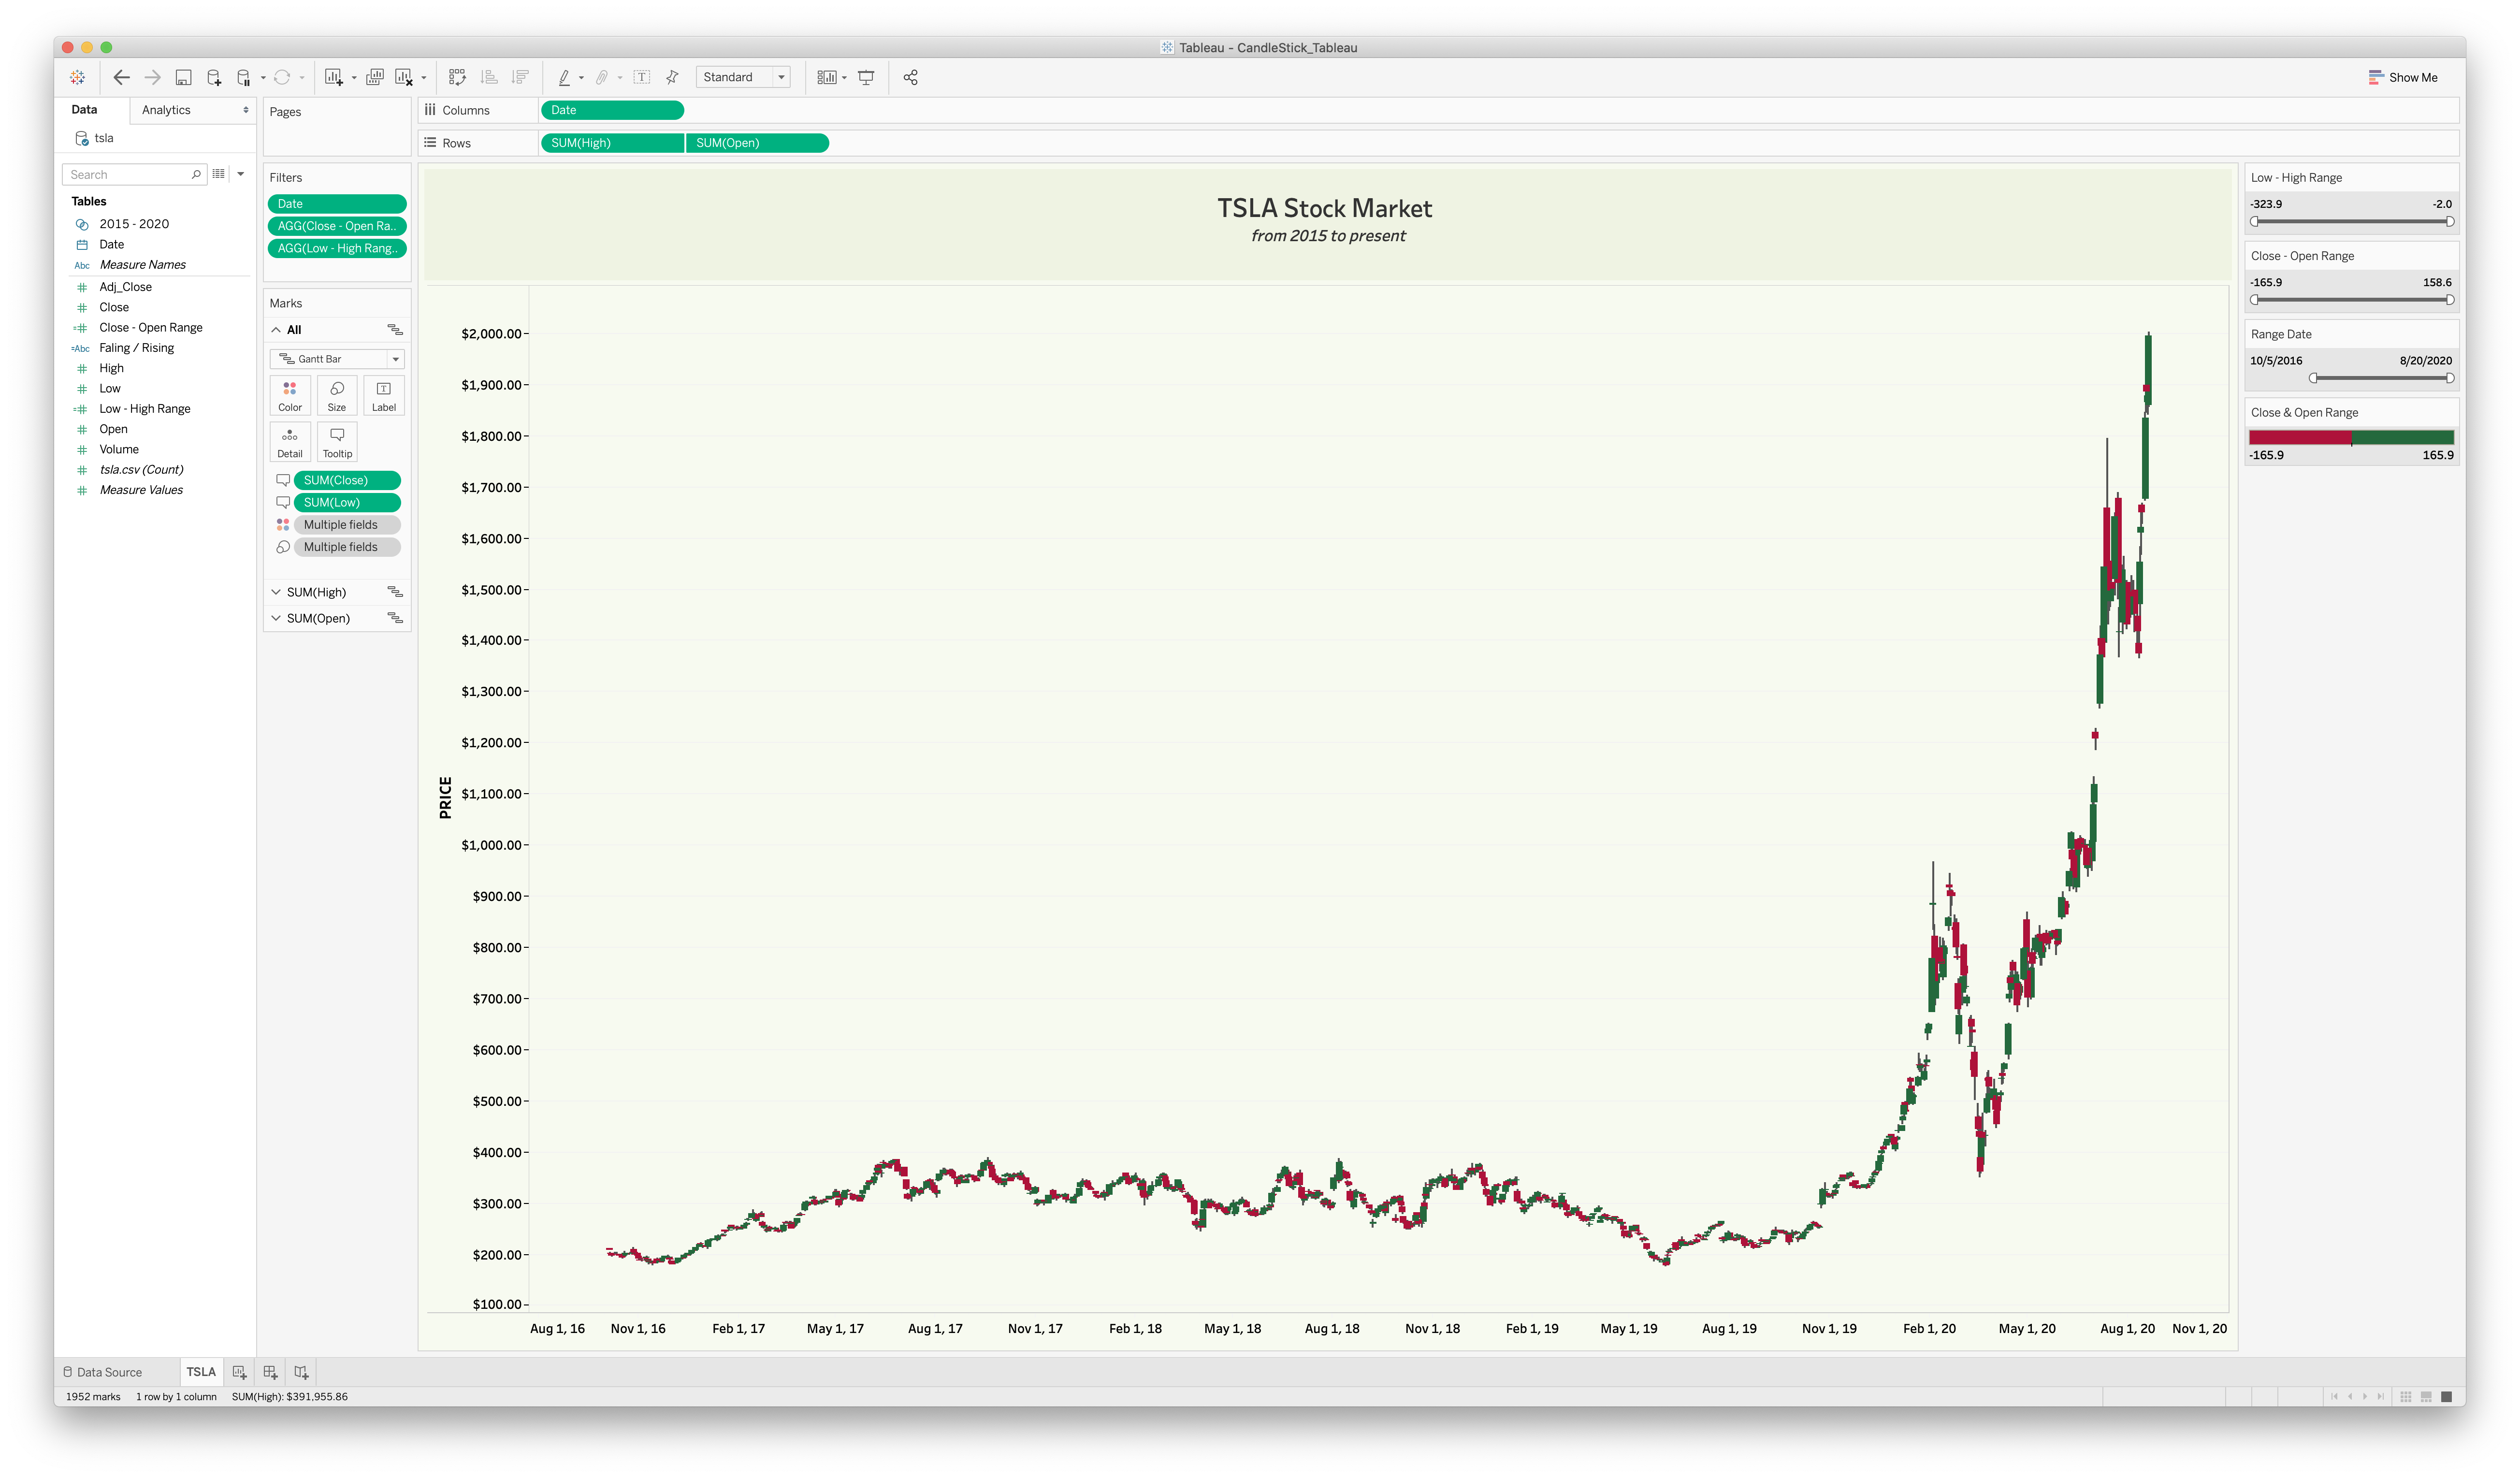 Tableau - CandleStick_Tableau
Standard
Show Me
Data
Analytics
tsla
Search
Tables
2015 - 2020
Date
Abc Measure Names
Adj_Close
Close
Close - Open Range
=Abc Faling / Rising
High
Low
Low - High Range
Open
Volume
tsla.csv (Count)
Measure Values
Pages
Filters
Date
AGG(Close - Open Ra..
AGG(Low - High Rang..
Marks
All
Gantt Bar
Color
Size
Label
Detail
Tooltip
SUM(Close)
SUM(Low)
Multiple fields
Multiple fields
SUM(High)
SUM(Open)
Columns
Date
Rows
SUM(High)
SUM(Open)
TSLA Stock Market
from 2015 to present
PRICE
$2,000.00
$1,900.00
$1,800.00
$1,700.00
$1,600.00
$1,500.00
$1,400.00
$1,300.00
$1,200.00
$1,100.00
$1,000.00
$900.00
$800.00
$700.00
$600.00
$500.00
$400.00
$300.00
$200.00
$100.00
Aug 1, 16 Nov 1, 16 Feb 1, 17 May 1, 17 Aug 1, 17 Nov 1, 17 Feb 1, 18 May 1, 18 Aug 1, 18 Nov 1, 18 Feb 1, 19 May 1, 19 Aug 1, 19 Nov 1, 19 Feb 1, 20 May 1, 20 Aug 1, 20 Nov 1, 20
Low - High Range
-323.9 -2.0
Close - Open Range
-165.9 158.6
Range Date
10/5/2016 8/20/2020
Close & Open Range
-165.9 165.9
Data Source
TSLA
1952 marks 1 row by 1 column SUM(High): $391,955.86